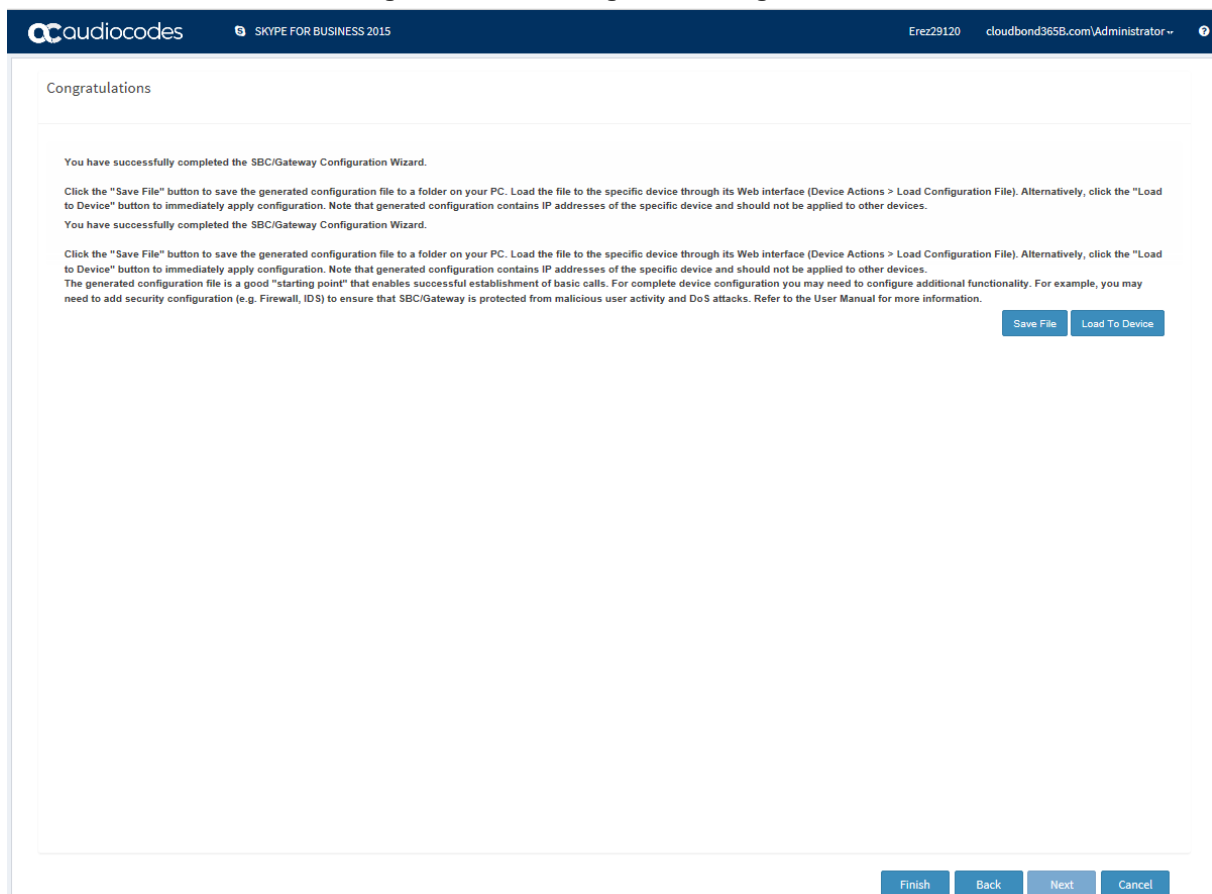 audiocodes SKYPE FOR BUSINESS 2015 Erez29120 cloudbond365B.com\Administrator
Congratulations
You have successfully completed the SBC/Gateway Configuration Wizard.
Click the "Save File" button to save the generated configuration file to a folder on your PC. Load the file to the specific device through its Web interface (Device Actions > Load Configuration File). Alternatively, click the "Load
to Device" button to immediately apply configuration. Note that generated configuration contains IP addresses of the specific device and should not be applied to other devices.
You have successfully completed the SBC/Gateway Configuration Wizard.
Click the "Save File" button to save the generated configuration file to a folder on your PC. Load the file to the specific device through its Web interface (Device Actions > Load Configuration File). Alternatively, click the "Load
to Device" button to immediately apply configuration. Note that generated configuration contains IP addresses of the specific device and should not be applied to other devices.
The generated configuration file is a good "starting point" that enables successful establishment of basic calls. For complete device configuration you may need to configure additional functionality. For example, you may
need to add security configuration (e.g. Firewall, IDS) to ensure that SBC/Gateway is protected from malicious user activity and DoS attacks. Refer to the User Manual for more information.
Save File Load To Device
Finish Back Next Cancel